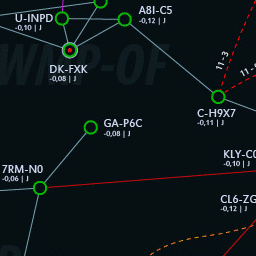 U-INPD
-0,10 | J
A8I-C5
-0,12 | J
DK-FXK
-0,08 | J
11-3
C-H9X7
-0,11 | J
GA-P6C
-0,08 | J
KLY-C0
-0,10 | J
7RM-N0
-0,06 | J
CL6-ZG
-0,12 | J